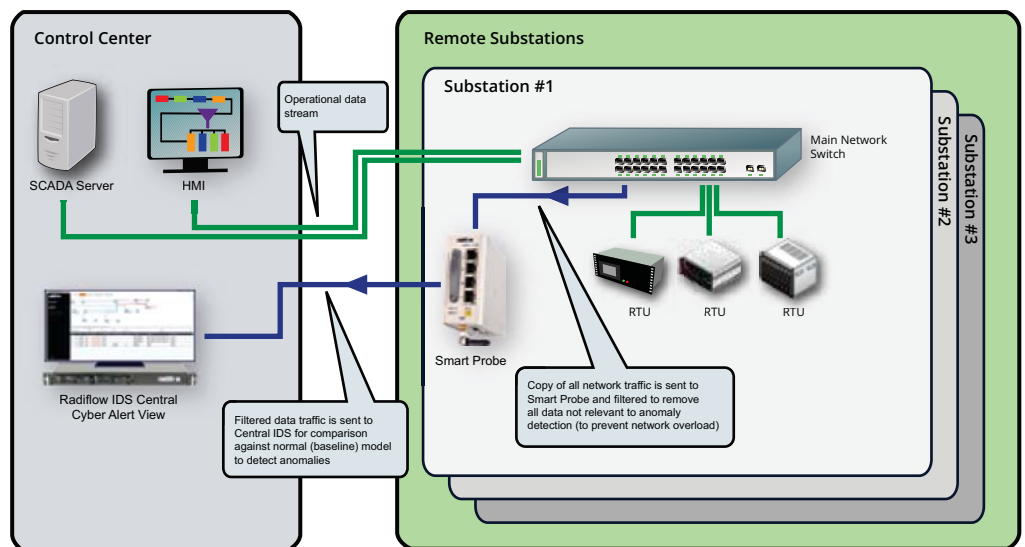 Control Center
Remote Substations
Substation #1
Substation #2
Substation #3
Operational data
stream
Main Network
Switch
SCADA Server
HMI
RTU
RTU
RTU
Smart Probe
Radiflow IDS Central
Cyber Alert View
Copy of all network traffic is sent to
Smart Probe and filtered to remove
all data not relevant to anomaly
detection (to prevent network overload)
Filtered data traffic is sent to
Central IDS for comparison
against normal (baseline) model
to detect anomalies